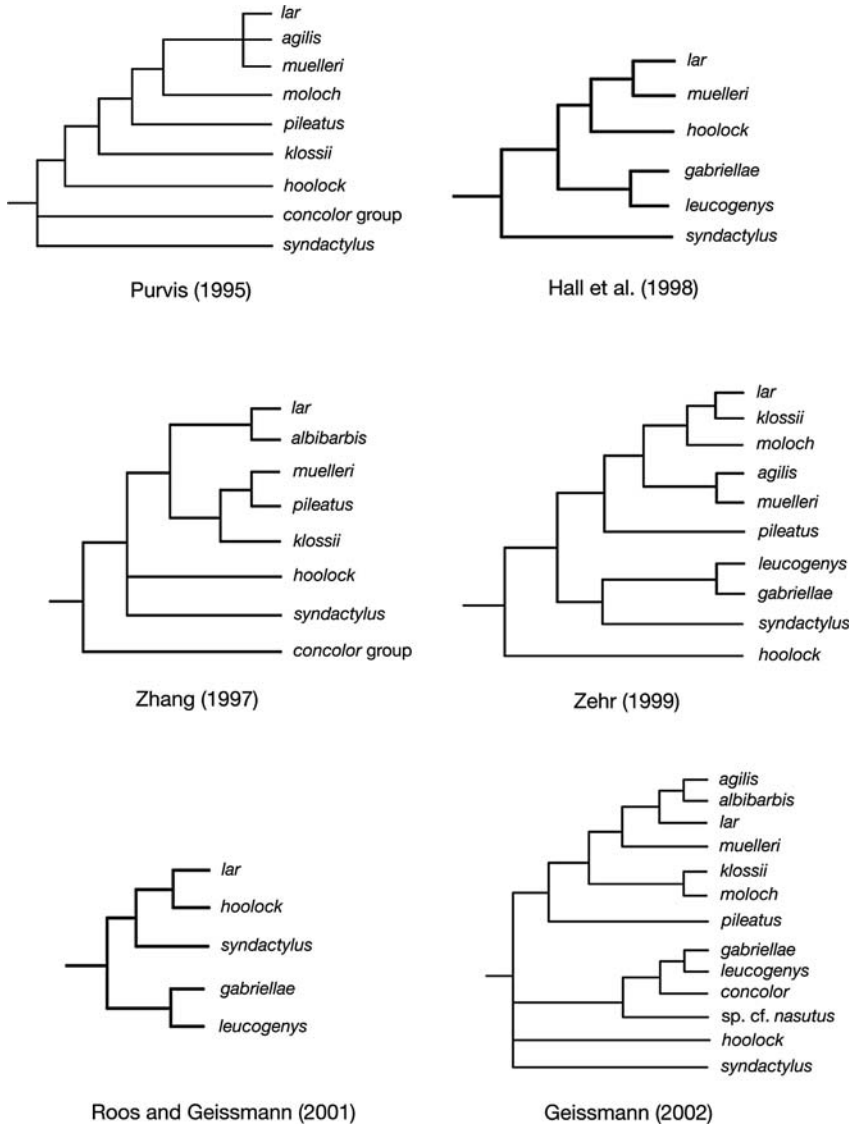 lar
agilis
muelleri
moloch
pileatus
klossii
hoolock
concolor group
syndactylus
Purvis (1995)
lar
muelleri
hoolock
gabriellae
leucogenys
syndactylus
Hall et al. (1998)
lar
albibarbis
muelleri
pileatus
klossii
hoolock
syndactylus
concolor group
Zhang (1997)
lar
klossii
moloch
agilis
muelleri
pileatus
leucogenys
gabriellae
syndactylus
hoolock
Zehr (1999)
lar
hoolock
syndactylus
gabriellae
leucogenys
Roos and Geissmann (2001)
agilis
albibarbis
lar
muelleri
klossii
moloch
pileatus
gabriellae
leucogenys
concolor
sp. cf. nasutus
hoolock
syndactylus
Geissmann (2002)